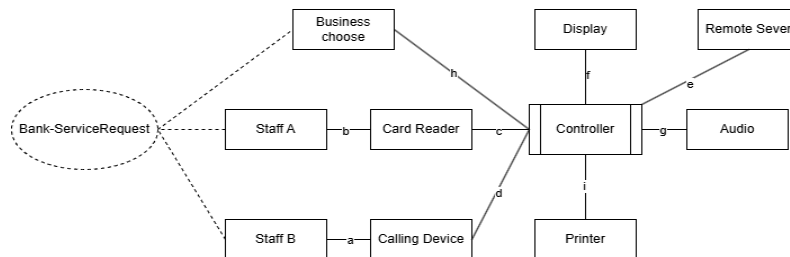 Business
choose
Display
Remote Sever
h
f
e
Bank-ServiceRequest
Staff A
b
Card Reader
c
Controller
g
Audio
d
i
Staff B
a
Calling Device
Printer